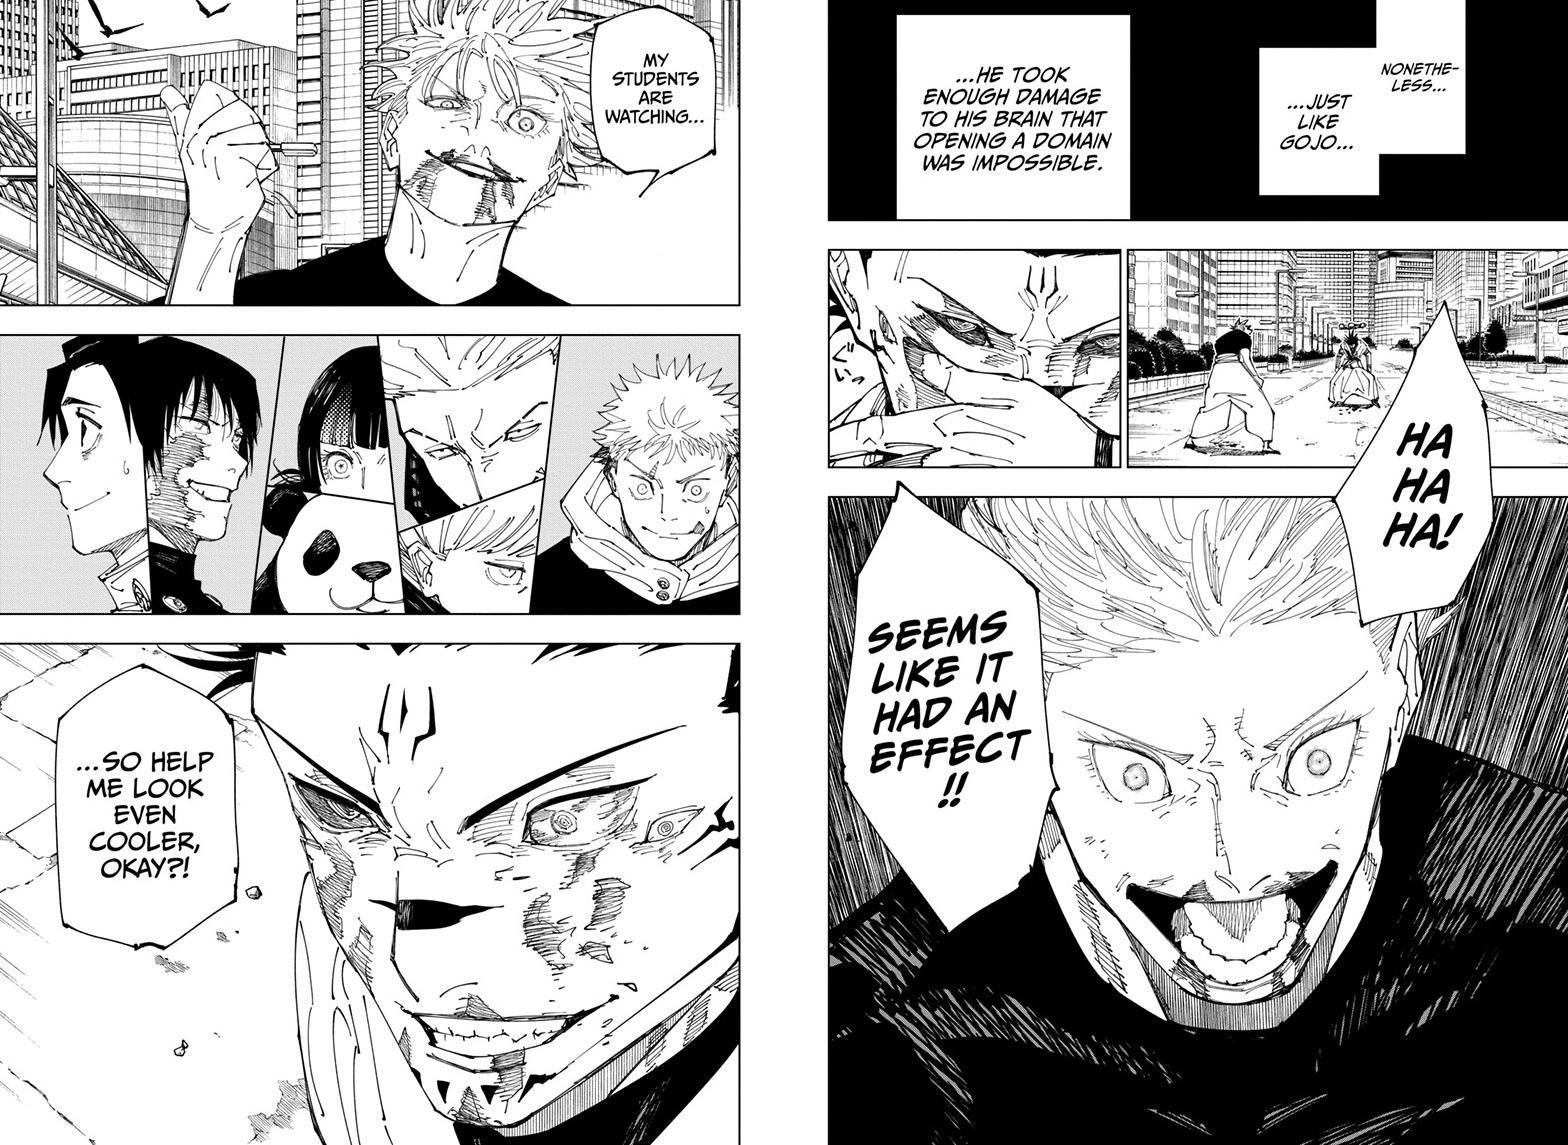 NONETHE-
LESS...
...JUST
LIKE
GOJO...
...HE TOOK
ENOUGH DAMAGE
TO HIS BRAIN THAT
OPENING A DOMAIN
WAS IMPOSSIBLE.
HA
HA
HA!
SEEMS
LIKE IT
HAD AN
EFFECT
!!
MY
STUDENTS
ARE
WATCHING...
...SO HELP
ME LOOK
EVEN
COOLER,
OKAY?!